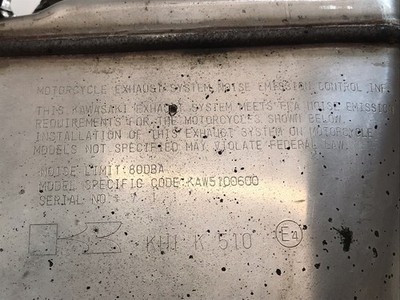 MOTORCYCLE EXHAUST SYSTEM NOISE EMISSION CONTROL INF.
THIS KAWASAKI EXHAUST SYSTEM MEETS EPA NOISE EMISSION
REQUIREMENTS FOR THE MOTORCYCLES SHOWN BELOW.
INSTALLATION OF THIS EXHAUST SYSTEM ON MOTORCYCLE
MODELS NOT SPECIFIED MAY VIOLATE FEDERAL
NOISE LIMIT:80DBA
MODEL SPECIFIC CODE:KAW5100600
SERIAL NO.
KHI K 510 E4